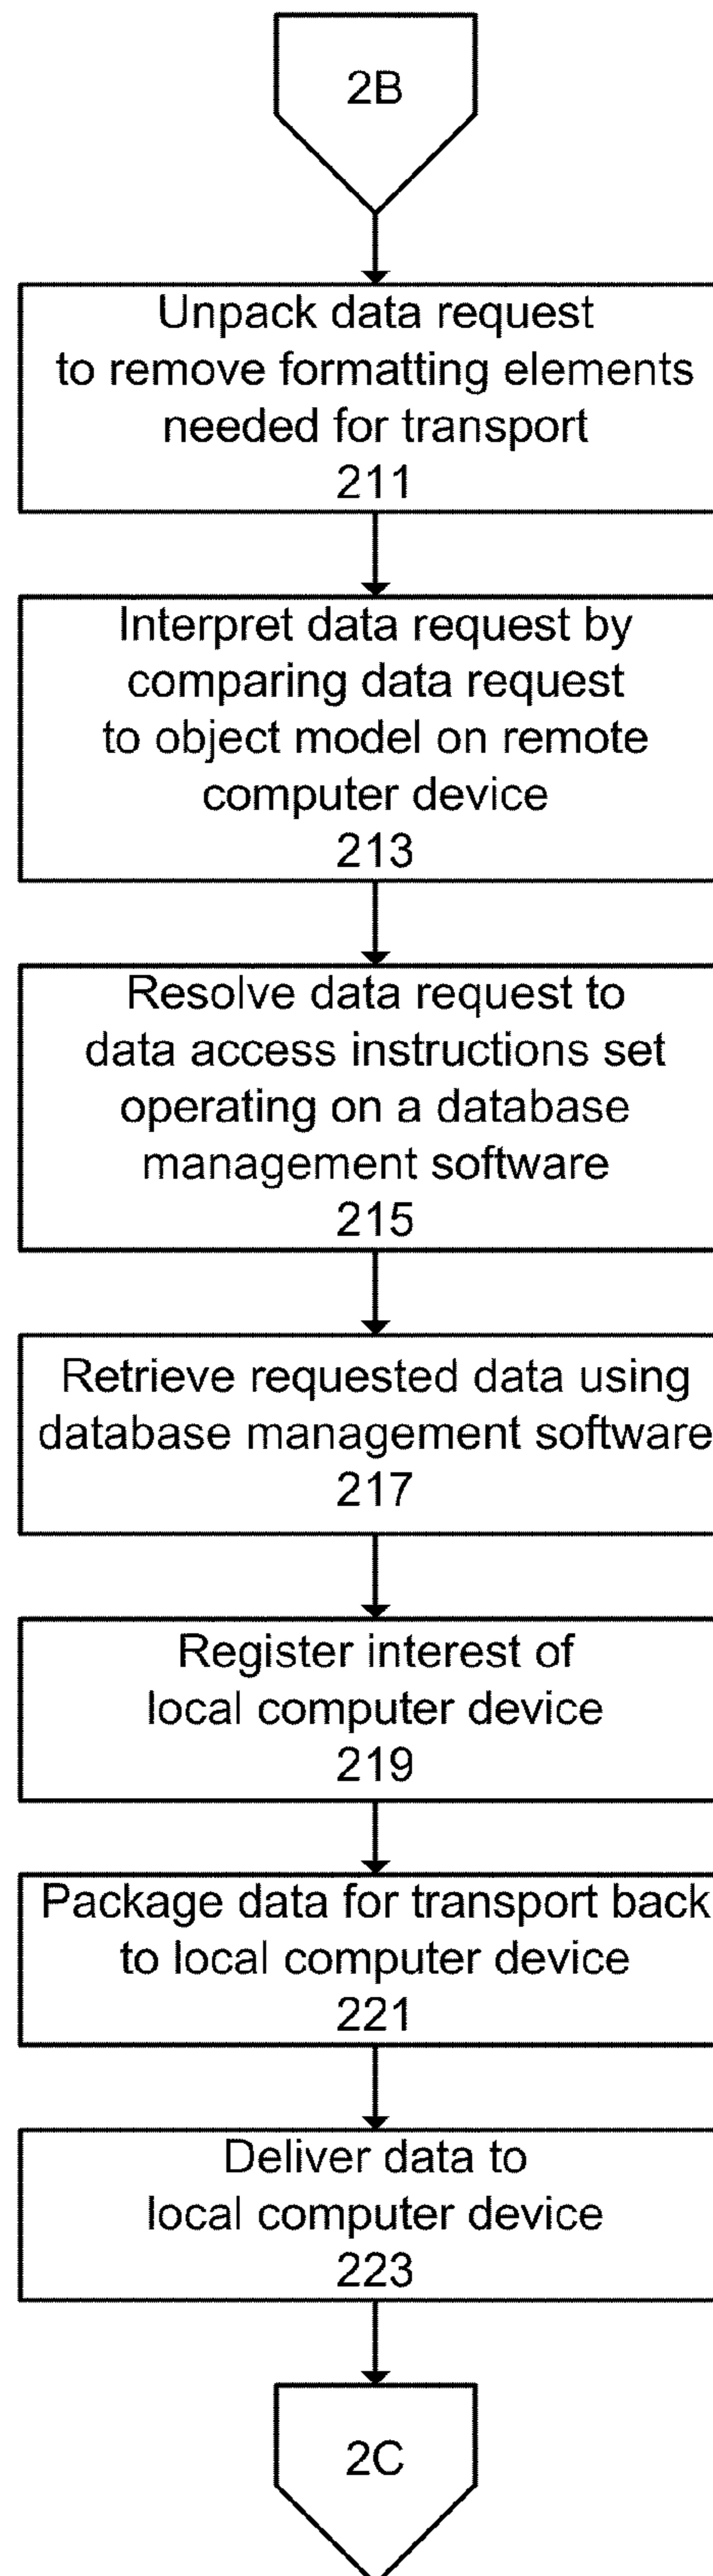 2B
Unpack data request
to remove formatting elements
needed for transport
211
Interpret data request by
comparing data request
to object model on remote
computer device
213
Resolve data request to
data access instructions set
operating on a database
management software
215
Retrieve requested data using
database management software
217
Register interest of
local computer device
219
Package data for transport back
to local computer device
221
Deliver data to
local computer device
223
2C